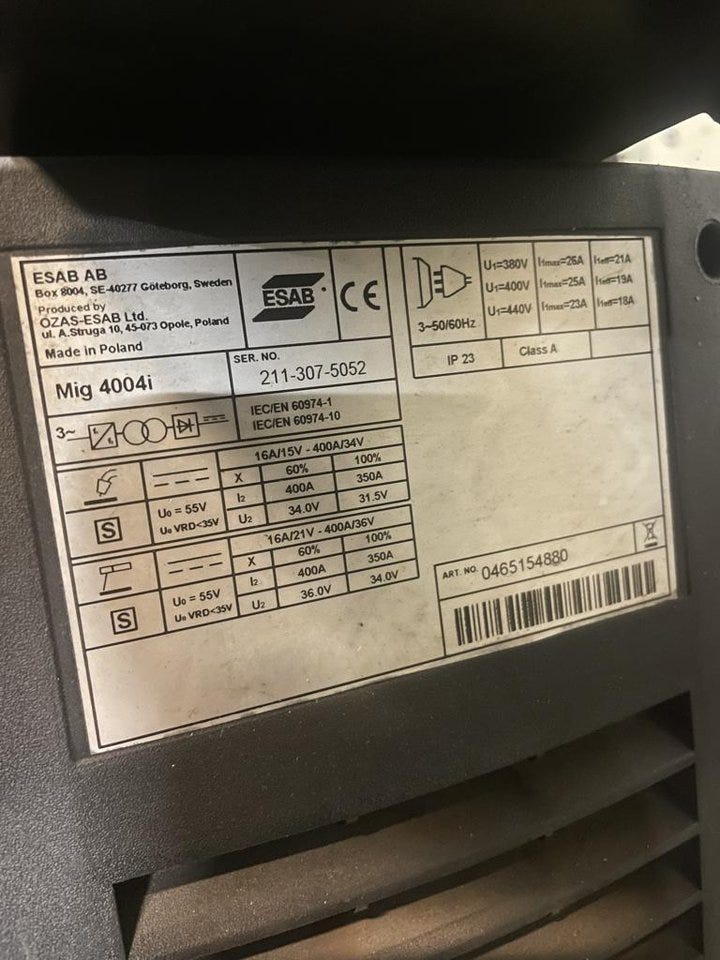 ESAB AB
Box 8004, SE-40277 Göteborg, Sweden
Produced by
OZAS-ESAB Ltd.
ul. A.Struga 10, 45-073 Opole, Poland
Made in Poland
ESAB
CE
3~50/60Hz
U1=380V I1max=26A I1eff=21A
U1=400V I1max=25A I1eff=19A
U1=440V I1max=23A I1eff=18A
IP 23 Class A
Mig 4004i
SER. NO.
211-307-5052
3~
IEC/EN 60974-1
IEC/EN 60974-10
16A/15V - 400A/34V
X 60% 100%
I2 400A 350A
U2 34.0V 31.5V
S
U0 = 55V
U0 VRD<35V
16A/21V - 400A/36V
X 60% 100%
I2 400A 350A
U2 36.0V 34.0V
S
U0 = 55V
U0 VRD<35V
ART. NO. 0465154880